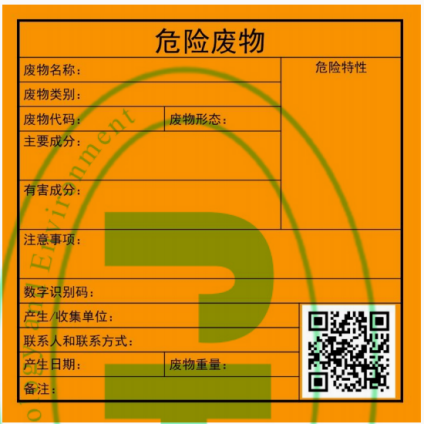 危险废物
废物名称：
危险特性
废物类别：
废物代码：
废物形态：
主要成分：
有害成分：
注意事项：
数字识别码：
产生/收集单位：
联系人和联系方式：
产生日期：
废物重量：
备注：
and Environment